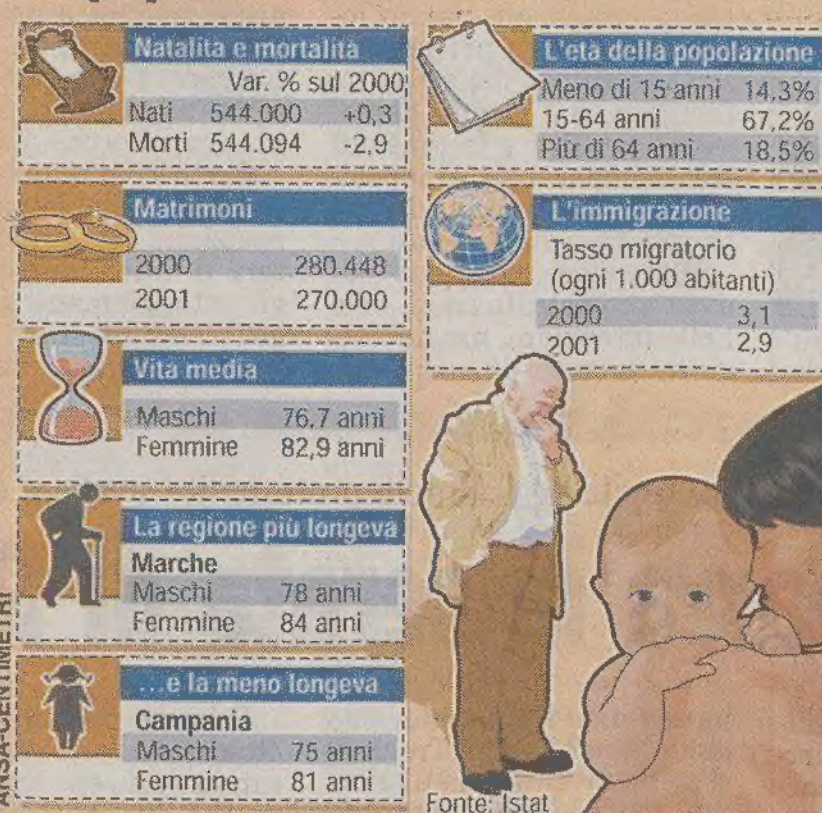 Natalità e mortalità
Var. % sul 2000
Nati 544.000 +0,3
Morti 544.094 -2,9
Matrimoni
2000 280.448
2001 270.000
Vita media
Maschi 76,7 anni
Femmine 82,9 anni
La regione più longeva
Marche
Maschi 78 anni
Femmine 84 anni
...e la meno longeva
Campania
Maschi 75 anni
Femmine 81 anni
L'età della popolazione
Meno di 15 anni 14,3%
15-64 anni 67,2%
Più di 64 anni 18,5%
L'immigrazione
Tasso migratorio
(ogni 1.000 abitanti)
2000 3,1
2001 2,9
Fonte: Istat
ANSA-CENTIMETRI